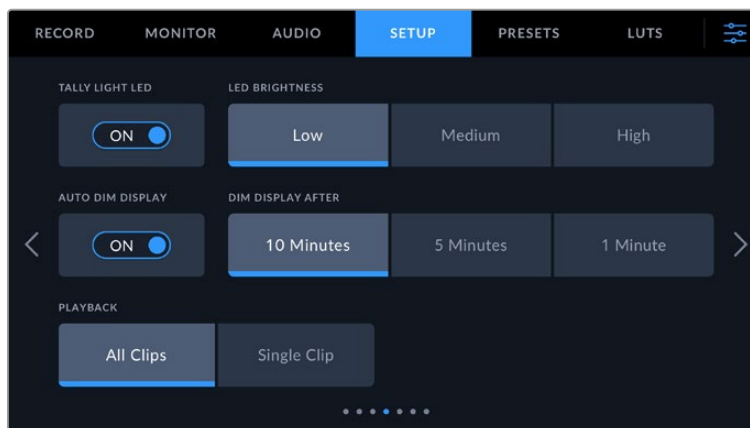 RECORD MONITOR AUDIO SETUP PRESETS LUTS
TALLY LIGHT LED LED BRIGHTNESS
ON Low Medium High
AUTO DIM DISPLAY DIM DISPLAY AFTER
ON 10 Minutes 5 Minutes 1 Minute
PLAYBACK
All Clips Single Clip